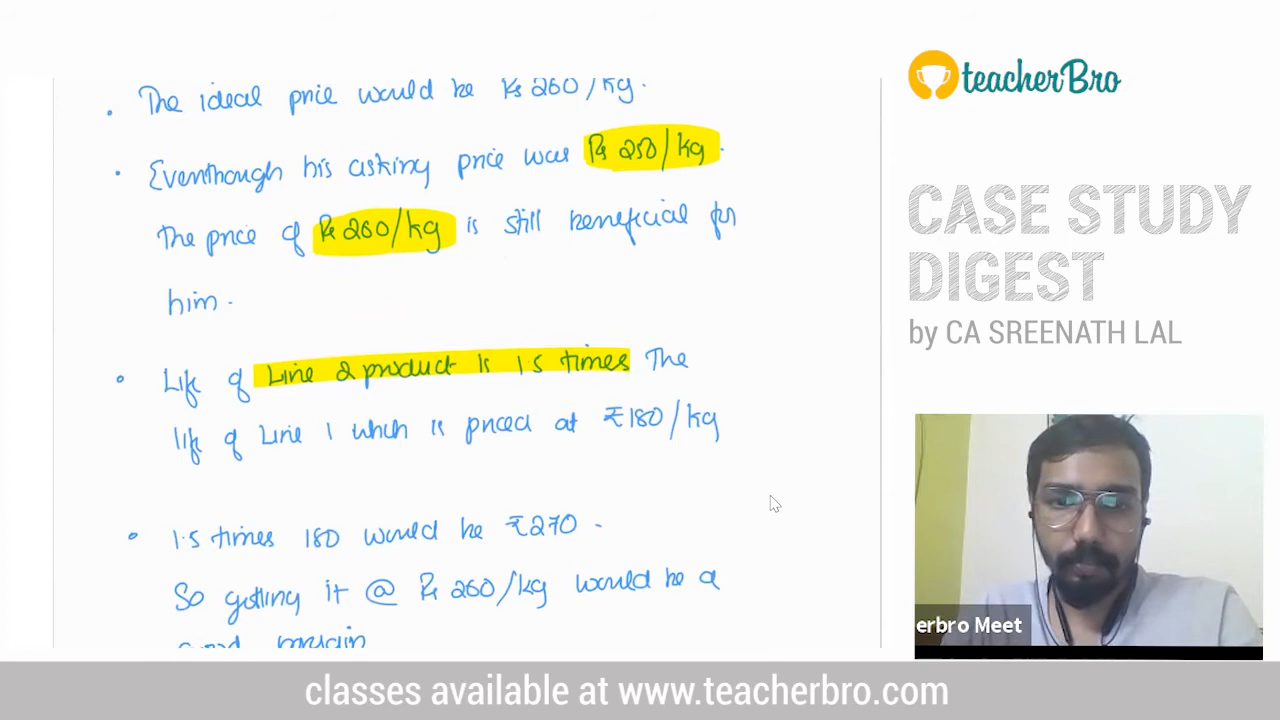 The ideal price would be Rs 260/kg.
Eventhough his asking price was Rs 250/kg.
The price of Rs 260/kg is still beneficial for
him.
Life of Line 2 product is 1.5 times The
life of Line 1 which is priced at ₹180/kg
1.5 times 180 would be ₹270.
So getting it @ Rs 260/kg would be a
good bargain
teacherBro
CASE STUDY
DIGEST
by CA SREENATH LAL
erbro Meet
classes available at www.teacherbro.com